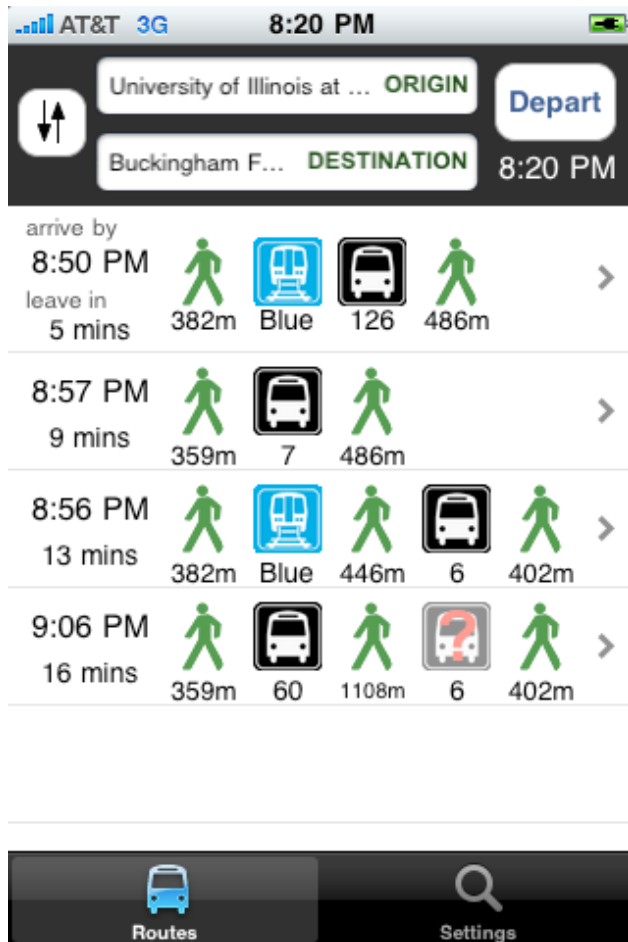 AT&T 3G 8:20 PM
University of Illinois at ... ORIGIN
Depart
Buckingham F... DESTINATION
8:20 PM
arrive by
8:50 PM
leave in
5 mins
382m Blue 126 486m
8:57 PM
9 mins
359m 7 486m
8:56 PM
13 mins
382m Blue 446m 6 402m
9:06 PM
?
16 mins
359m 60 1108m 6 402m
Routes Settings